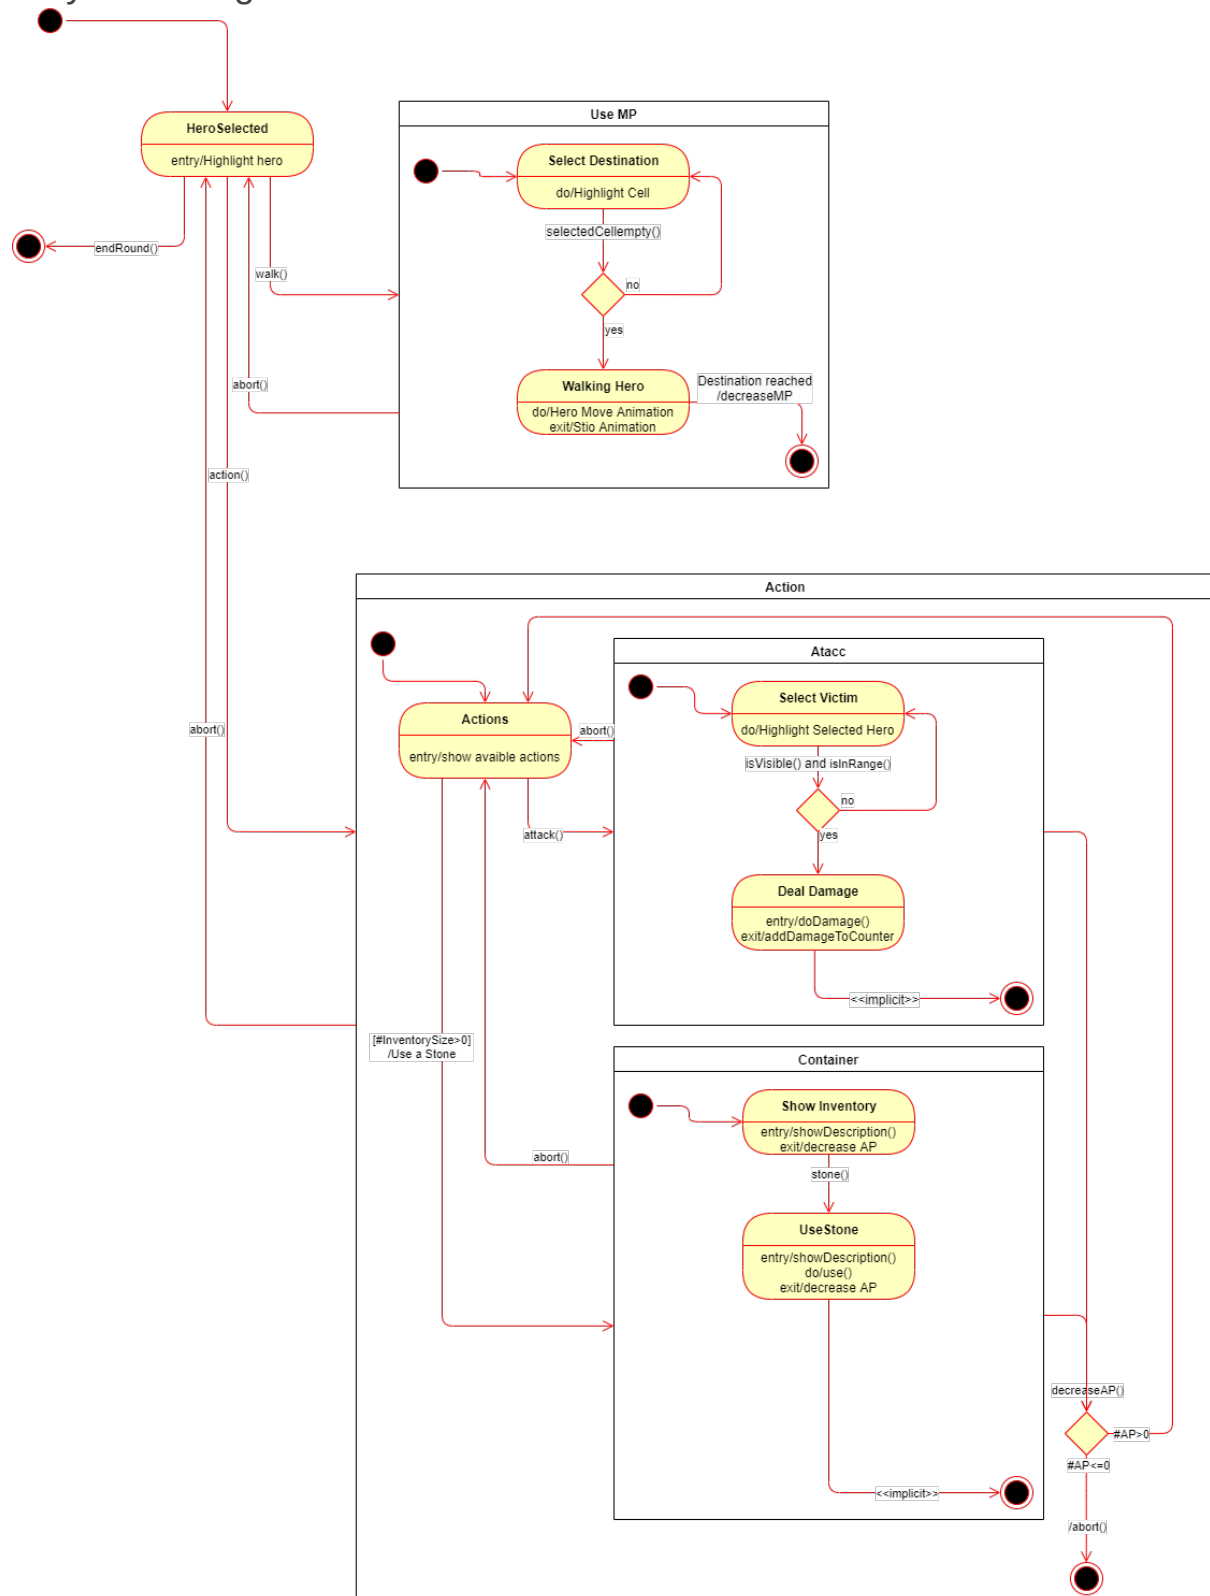 HeroSelected
entry/Highlight hero
endRound()
walk()
abort()
action()
abort()
Use MP
Select Destination
do/Highlight Cell
selectedCellempty()
no
yes
Walking Hero
do/Hero Move Animation
exit/Stio Animation
Destination reached
/decreaseMP
Action
Actions
entry/show avaible actions
abort()
attack()
Atacc
Select Victim
do/Highlight Selected Hero
isVisible() and isInRange()
no
yes
Deal Damage
entry/doDamage()
exit/addDamageToCounter
<<implicit>>
[#InventorySize>0]
/Use a Stone
abort()
Container
Show Inventory
entry/showDescription()
exit/decrease AP
stone()
UseStone
entry/showDescription()
do/use()
exit/decrease AP
<<implicit>>
decreaseAP()
#AP>0
#AP<=0
/abort()